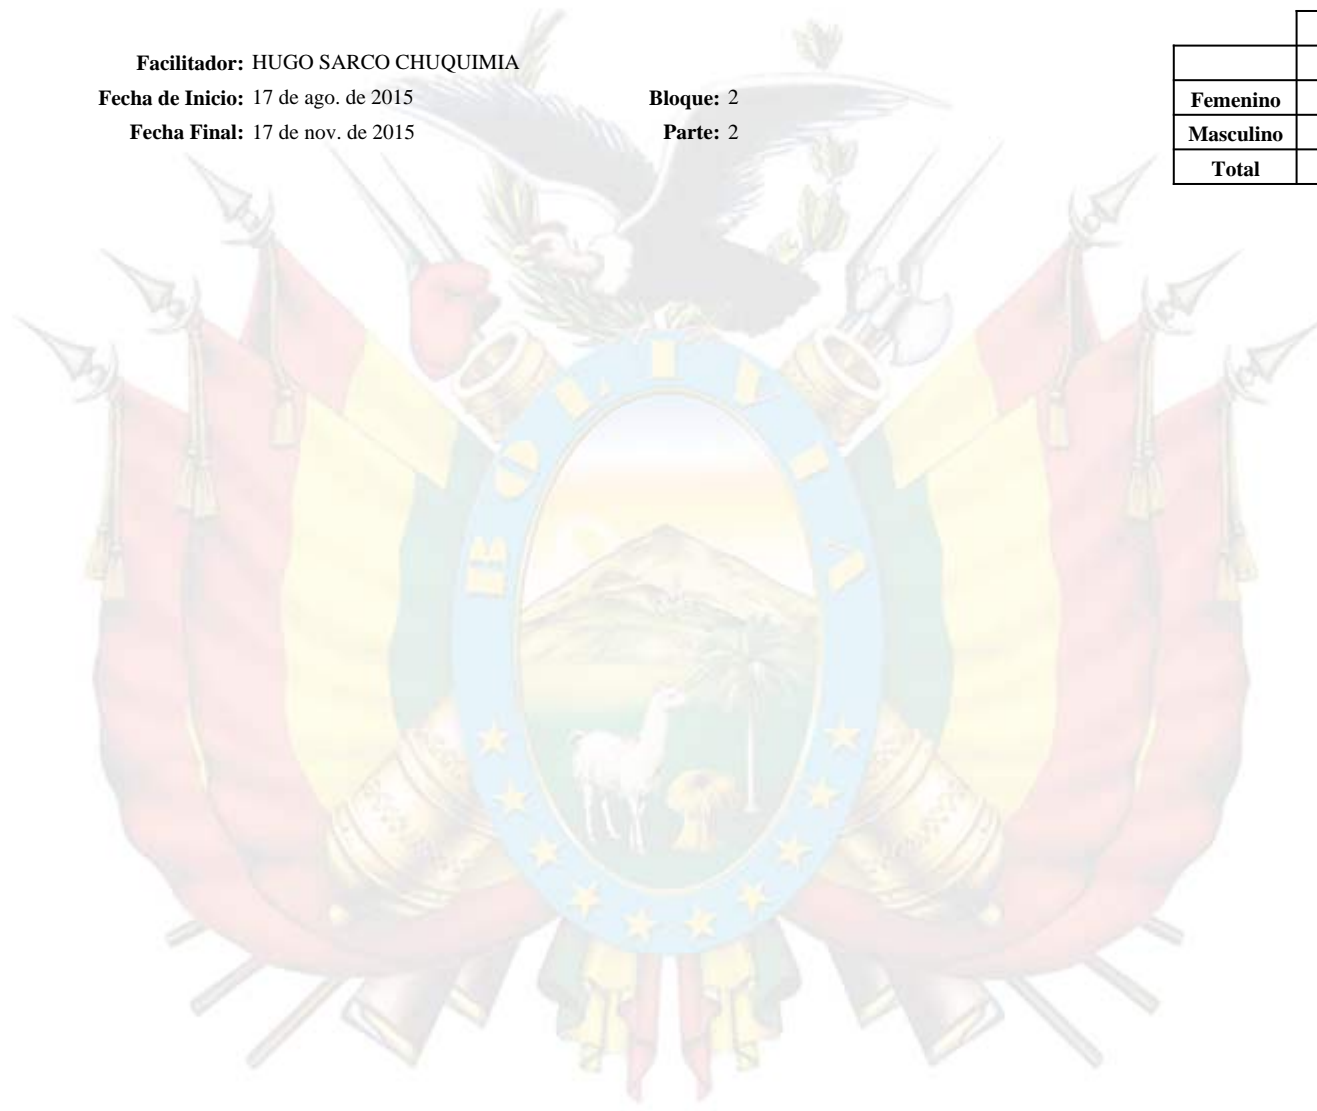 Facilitador: HUGO SARCO CHUQUIMIA
Fecha de Inicio: 17 de ago. de 2015 Bloque: 2
Fecha Final: 17 de nov. de 2015 Parte: 2
Femenino
Masculino
Total
BOLIVIA